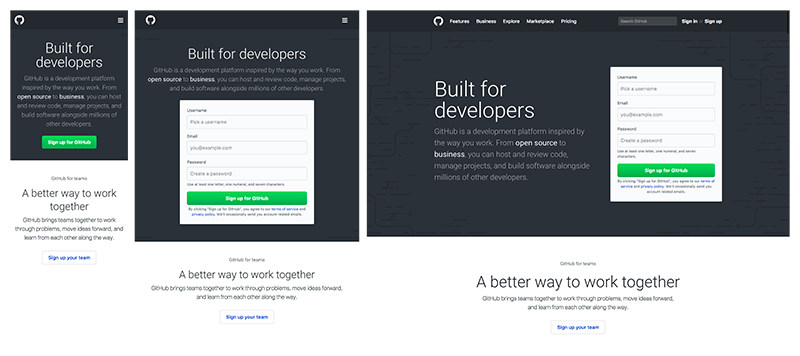 Built for
developers
GitHub is a development platform
inspired by the way you work. From
open source to business, you can host
and review code, manage projects, and
build software alongside millions of
other developers.
Sign up for GitHub
GitHub for teams
A better way to work
together
GitHub brings teams together to work
through problems, move ideas forward, and
learn from each other along the way.
Sign up your team
Built for developers
GitHub is a development platform inspired by the way you work. From
open source to business, you can host and review code, manage projects,
and build software alongside millions of other developers.
Username
Pick a username
Email
you@example.com
Password
Create a password
Use at least one letter, one numeral, and seven
characters.
Sign up for GitHub
By clicking "Sign up for GitHub", you agree to our terms of service and
privacy policy. We'll occasionally send you account related emails.
GitHub for teams
A better way to work together
GitHub brings teams together to work through problems, move ideas forward,
and learn from each other along the way.
Sign up your team
Features Business Explore Marketplace Pricing Search GitHub Sign in or Sign up
Built for
developers
GitHub is a development platform inspired by
the way you work. From open source to
business, you can host and review code,
manage projects, and build software alongside
millions of other developers.
Username
Pick a username
Email
you@example.com
Password
Create a password
Use at least one letter, one numeral, and seven
characters.
Sign up for GitHub
By clicking "Sign up for GitHub", you agree to our terms of
service and privacy policy. We'll occasionally send you
account related emails.
GitHub for teams
A better way to work together
GitHub brings teams together to work through problems, move ideas forward,
and learn from each other along the way.
Sign up your team